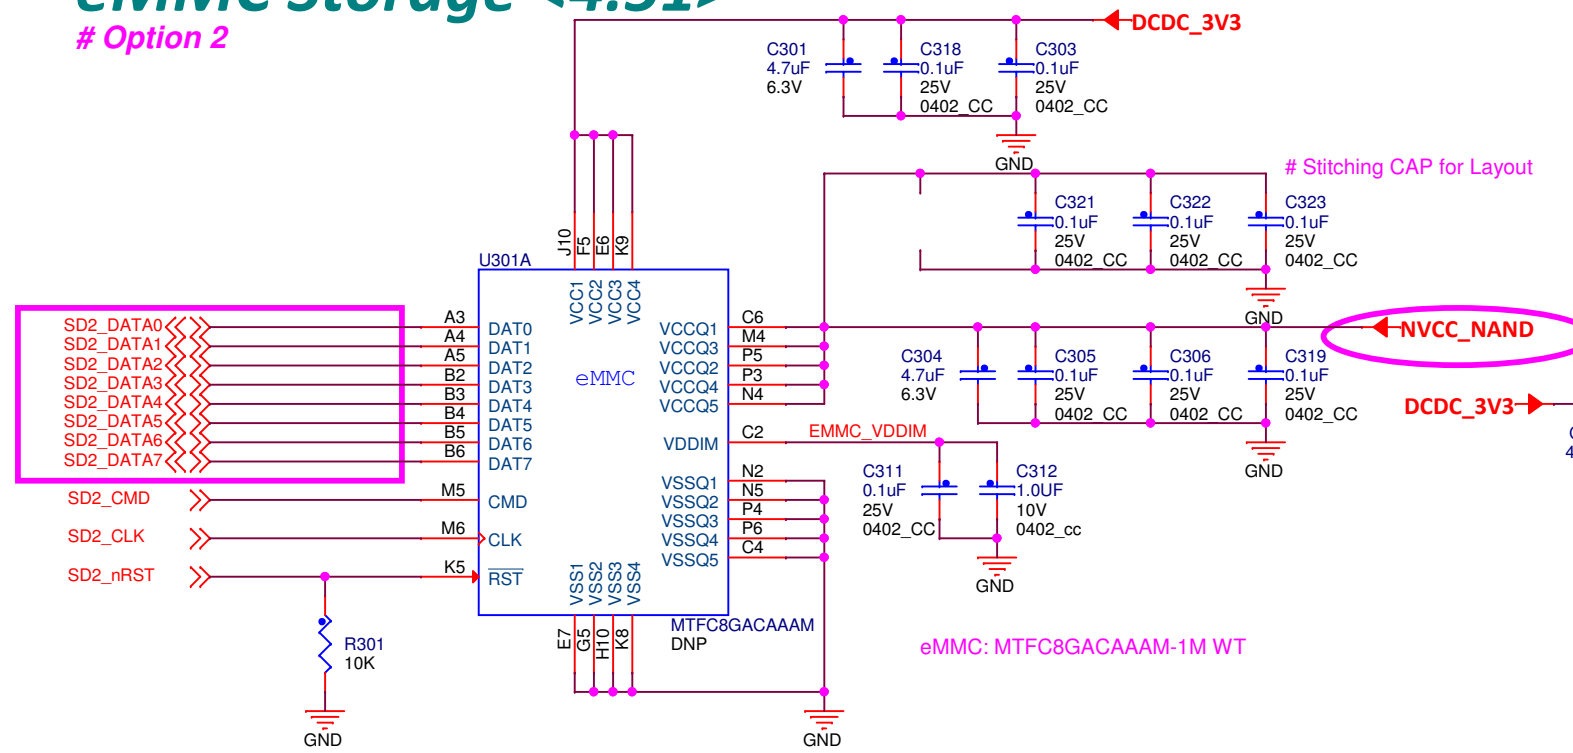 eMMC Storage <4.51>
# Option 2
DCDC_3V3
C301
4.7uF
6.3V
C318
0.1uF
25V
0402_CC
C303
0.1uF
25V
0402_CC
GND
# Stitching CAP for Layout
C321
0.1uF
25V
0402_CC
C322
0.1uF
25V
0402_CC
C323
0.1uF
25V
0402_CC
GND
J10
F5
E6
K9
U301A
VCC1
VCC2
VCC3
VCC4
eMMC
SD2_DATA0
SD2_DATA1
SD2_DATA2
SD2_DATA3
SD2_DATA4
SD2_DATA5
SD2_DATA6
SD2_DATA7
SD2_CMD
SD2_CLK
SD2_nRST
A3
A4
A5
B2
B3
B4
B5
B6
M5
M6
K5
DAT0
DAT1
DAT2
DAT3
DAT4
DAT5
DAT6
DAT7
CMD
CLK
RST
VCCQ1
VCCQ3
VCCQ2
VCCQ4
VCCQ5
VDDIM
VSSQ1
VSSQ2
VSSQ3
VSSQ4
VSSQ5
C6
M4
P5
P3
N4
C2
N2
N5
P4
P6
C4
NVCC_NAND
C304
4.7uF
6.3V
C305
0.1uF
25V
0402_CC
C306
0.1uF
25V
0402_CC
C319
0.1uF
25V
0402_CC
GND
DCDC_3V3
C
4
EMMC_VDDIM
C311
0.1uF
25V
0402_CC
C312
1.0UF
10V
0402_cc
GND
VSS1
VSS2
VSS3
VSS4
E7
G5
H10
K8
MTFC8GACAAAM
DNP
eMMC: MTFC8GACAAAM-1M WT
R301
10K
GND
GND